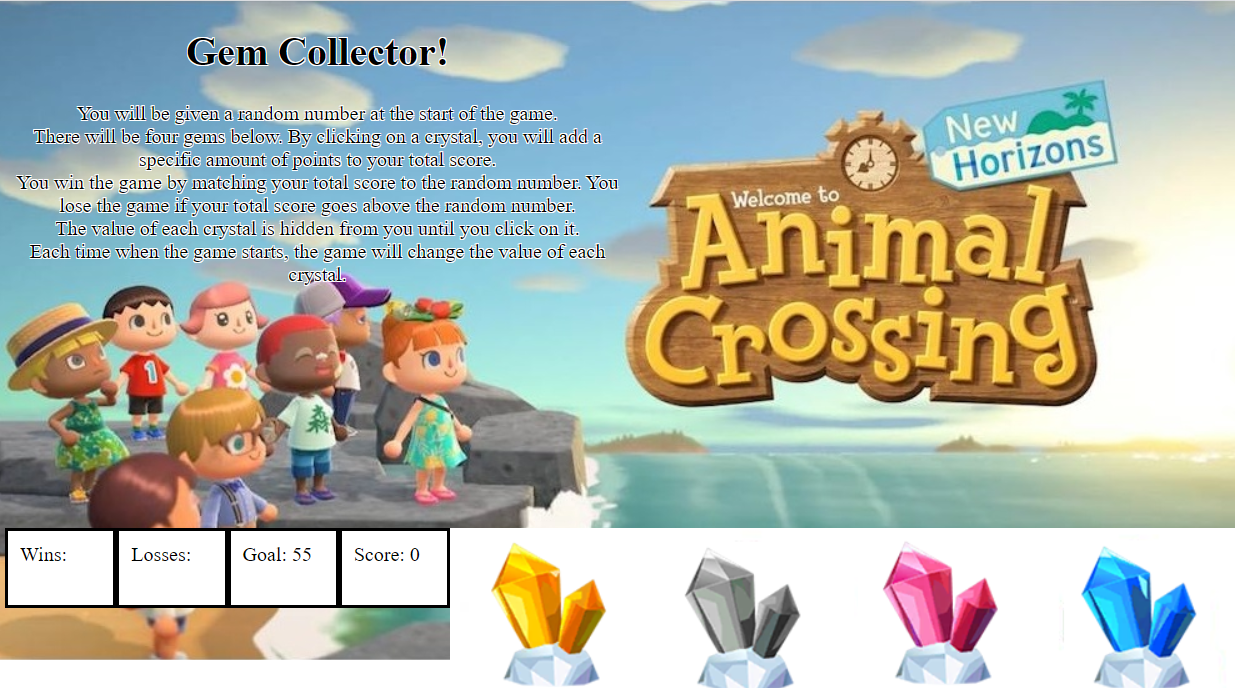 Gem Collector!
You will be given a random number at the start of the game.
There will be four gems below. By clicking on a crystal, you will add a
specific amount of points to your total score.
You win the game by matching your total score to the random number. You
lose the game if your total score goes above the random number.
The value of each crystal is hidden from you until you click on it.
Each time when the game starts, the game will change the value of each
crystal.
New
Horizons
Welcome to
Animal
Crossing
1
Wins:
Losses:
Goal: 55
Score: 0